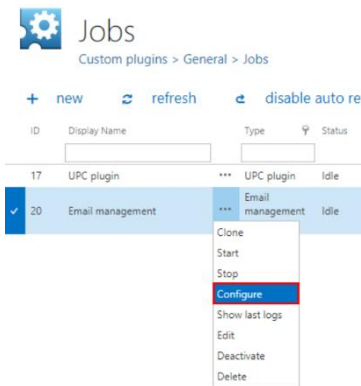 Jobs
Custom plugins > General > Jobs
+ new refresh disable auto re
ID Display Name Type Status
17 UPC plugin ••• UPC plugin Idle
20 Email management ••• Email management Idle
Clone
Start
Stop
Configure
Show last logs
Edit
Deactivate
Delete